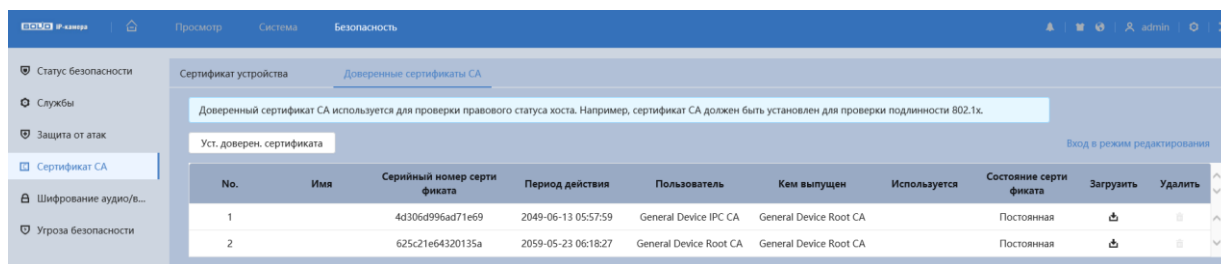 BOLID IP-камера Просмотр Система Безопасность admin
Статус безопасности
Службы
Защита от атак
Сертификат CA
Шифрование аудио/в...
Угроза безопасности
Сертификат устройства Доверенные сертификаты CA
Доверенный сертификат CA используется для проверки правового статуса хоста. Например, сертификат CA должен быть установлен для проверки подлинности 802.1x.
Уст. доверен. сертификата Вход в режим редактирования
No. Имя Серийный номер серти Период действия Пользователь Кем выпущен Используется Состояние серти Загрузить Удалить
фиката фиката
1 4d306d996ad71e69 2049-06-13 05:57:59 General Device IPC CA General Device Root CA Постоянная
2 625c21e64320135a 2059-05-23 06:18:27 General Device Root CA General Device Root CA Постоянная